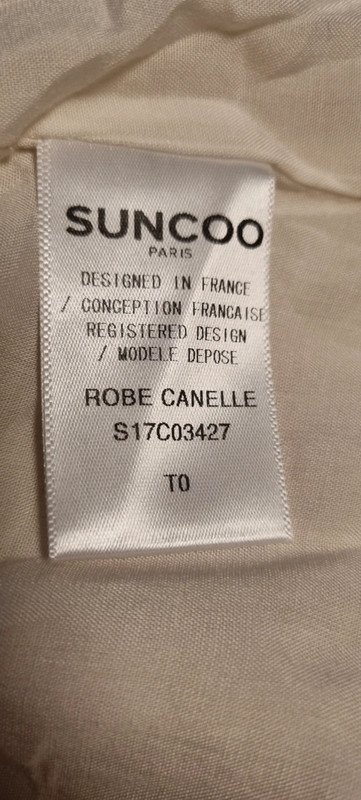 SUNCOO
PARIS
DESIGNED IN FRANCE
/ CONCEPTION FRANCAISE
REGISTERED DESIGN
/ MODELE DEPOSE
ROBE CANELLE
S17C03427
T0